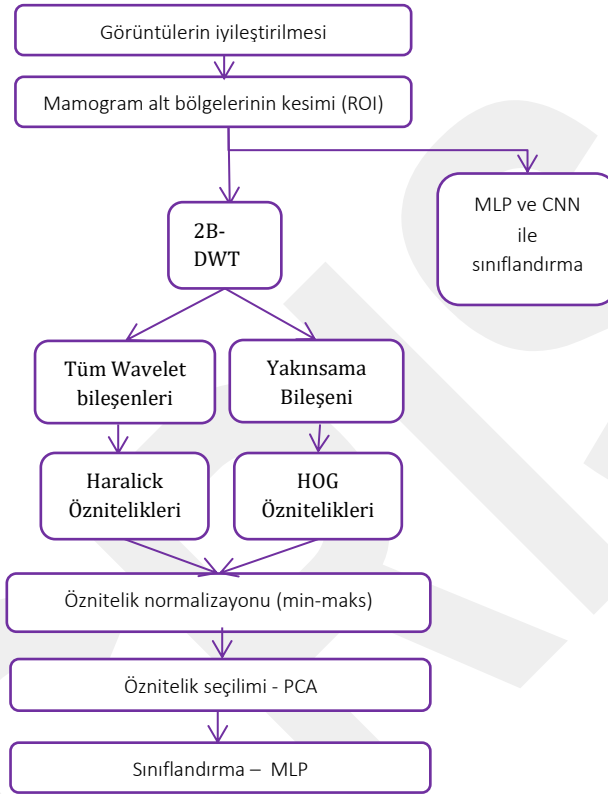 Görüntülerin iyileştirilmesi
Mamogram alt bölgelerinin kesimi (ROI)
MLP ve CNN
ile
sınıflandırma
2B-
DWT
Tüm Wavelet
bileşenleri
Yakınsama
Bileşeni
Haralick
Öznitelikleri
HOG
Öznitelikleri
Öznitelik normalizayonu (min-maks)
Öznitelik seçilimi - PCA
Sınıflandırma – MLP